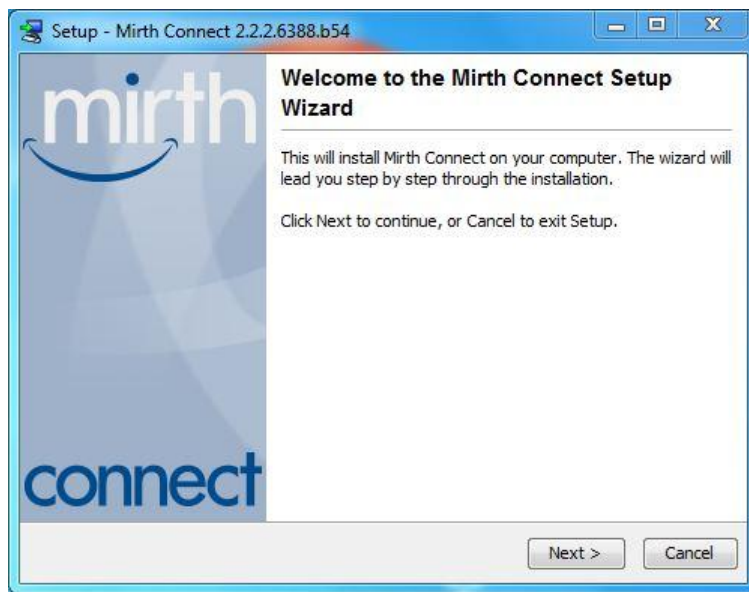 Setup - Mirth Connect 2.2.2.6388.b54
mirth
connect
Welcome to the Mirth Connect Setup
Wizard
This will install Mirth Connect on your computer. The wizard will
lead you step by step through the installation.
Click Next to continue, or Cancel to exit Setup.
Next >
Cancel